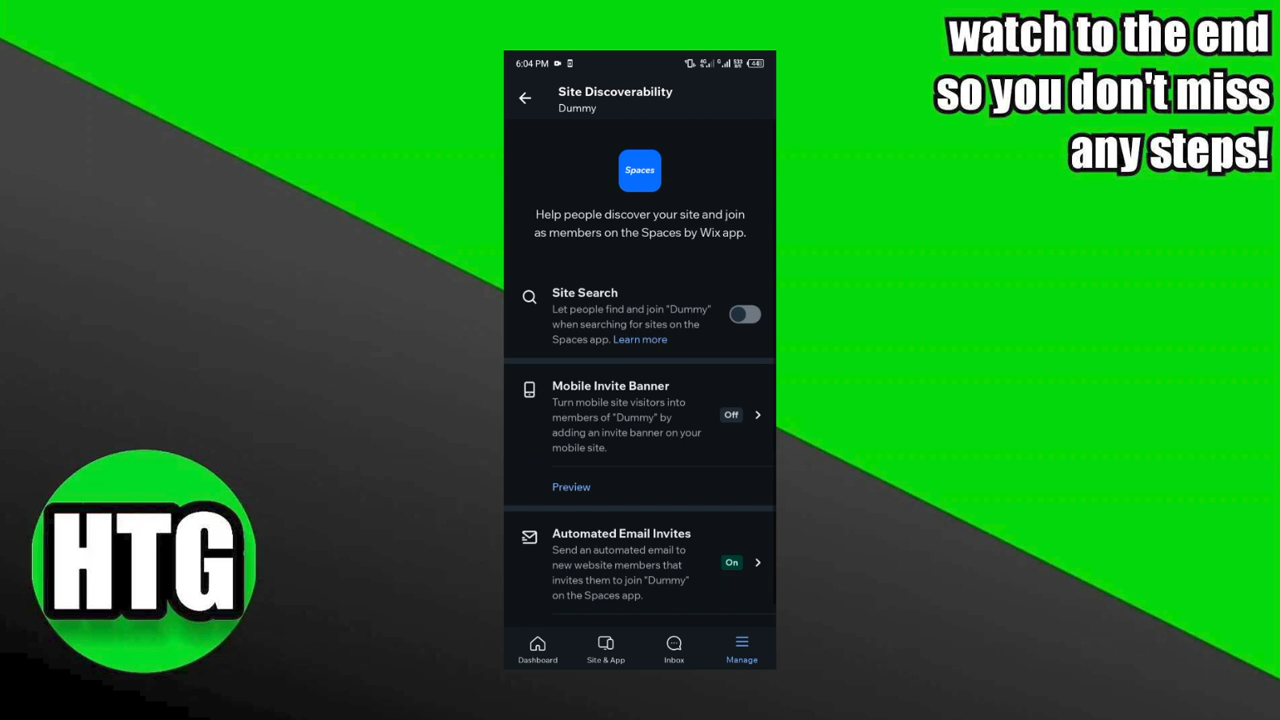 watch to the end
so you don't miss
any steps!
6:04 PM
Site Discoverability
Dummy
Spaces
Help people discover your site and join
as members on the Spaces by Wix app.
Site Search
Let people find and join "Dummy"
when searching for sites on the
Spaces app. Learn more
Mobile Invite Banner
Turn mobile site visitors into
members of "Dummy" by
adding an invite banner on your
mobile site.
Off
Preview
Automated Email Invites
Send an automated email to
new website members that
invites them to join "Dummy"
on the Spaces app.
On
Dashboard
Site & App
Inbox
Manage
HTG